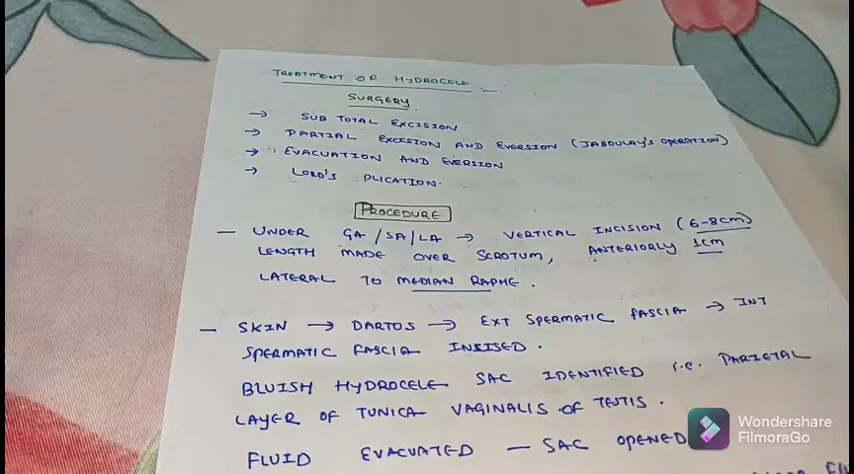 TREATMENT OF HYDROCELE :-
SURGERY
→ SUB TOTAL EXCISION
→ PARTIAL EXCISION AND EVERSION (JABOULAY'S OPERATION)
→ EVACUATION AND EVERSION
→ LORD'S PLICATION.
PROCEDURE
— UNDER GA/SA/LA → VERTICAL INCISION (6-8cm)
LENGTH MADE OVER SCROTUM, ANTERIORLY 1cm
LATERAL TO MEDIAN RAPHE.
— SKIN → DARTOS → EXT SPERMATIC FASCIA → INT
SPERMATIC FASCIA INSISED.
BLUISH HYDROCELE SAC IDENTIFIED i.e. PARIETAL
LAYER OF TUNICA VAGINALIS OF TESTIS.
FLUID EVACUATED — SAC OPENED
Wondershare
FilmoraGo